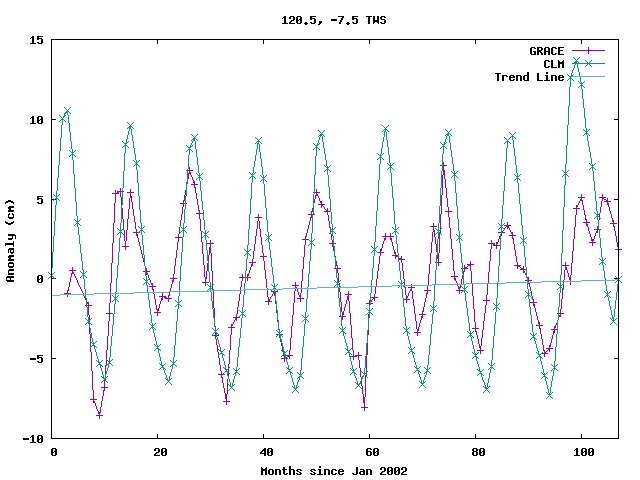 120.5, -7.5 TWS
GRACE
CLM
Trend Line
Anomaly (cm)
15
10
5
0
-5
-10
0 20 40 60 80 100
Months since Jan 2002